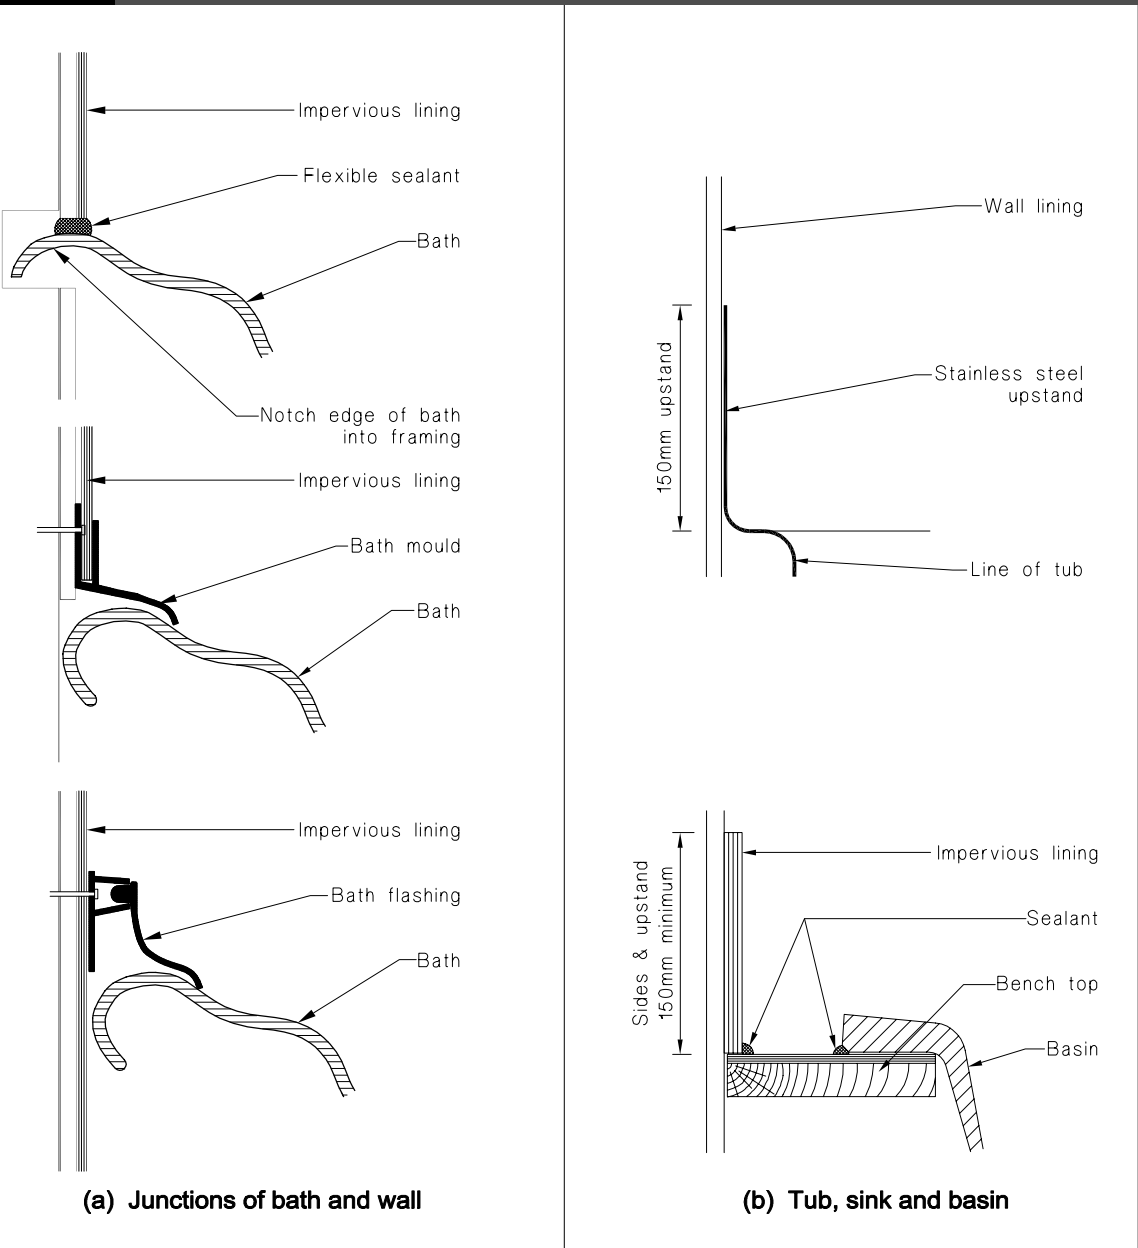 Impervious lining
Flexible sealant
Bath
Notch edge of bath
into framing
Impervious lining
Bath mould
Bath
Impervious lining
Bath flashing
Bath
(a) Junctions of bath and wall
Wall lining
150mm upstand
Stainless steel
upstand
Line of tub
Sides & upstand
150mm minimum
Impervious lining
Sealant
Bench top
Basin
(b) Tub, sink and basin